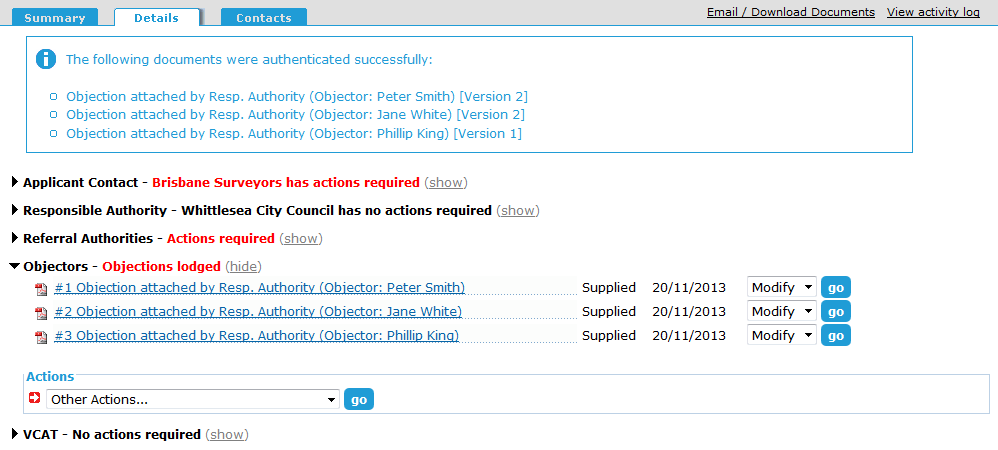 Summary Details Contacts Email / Download Documents View activity log
The following documents were authenticated successfully:
Objection attached by Resp. Authority (Objector: Peter Smith) [Version 2]
Objection attached by Resp. Authority (Objector: Jane White) [Version 2]
Objection attached by Resp. Authority (Objector: Phillip King) [Version 1]
Applicant Contact - Brisbane Surveyors has actions required (show)
Responsible Authority - Whittlesea City Council has no actions required (show)
Referral Authorities - Actions required (show)
Objectors - Objections lodged (hide)
#1 Objection attached by Resp. Authority (Objector: Peter Smith) Supplied 20/11/2013 Modify go
#2 Objection attached by Resp. Authority (Objector: Jane White) Supplied 20/11/2013 Modify go
#3 Objection attached by Resp. Authority (Objector: Phillip King) Supplied 20/11/2013 Modify go
Actions
Other Actions... go
VCAT - No actions required (show)